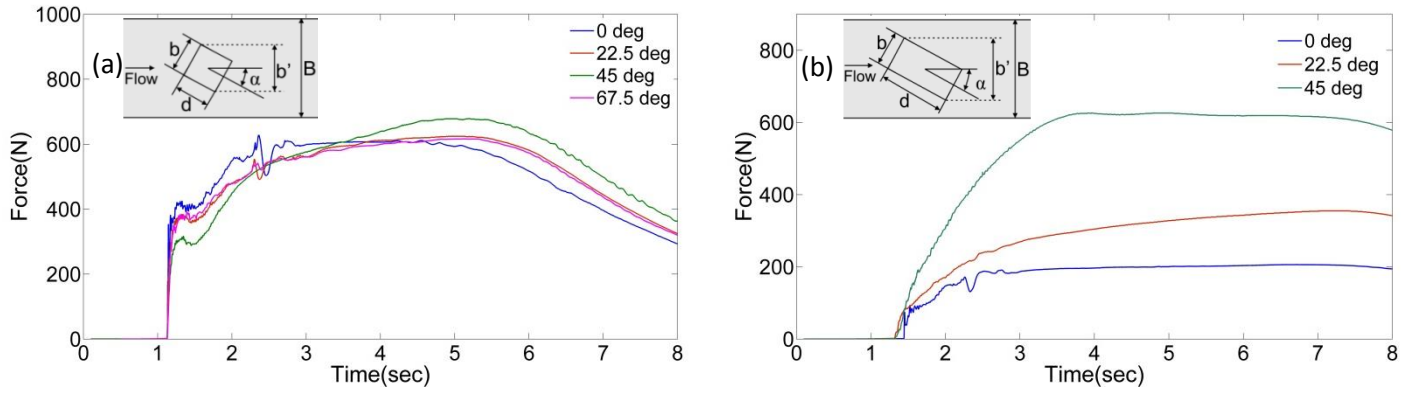 (a)
1000
800
600
400
200
0
Force(N)
0 1 2 3 4 5 6 7 8
Time(sec)
Flow
b
d
α
b'
B
0 deg
22.5 deg
45 deg
67.5 deg
(b)
800
600
400
200
0
Force(N)
0 1 2 3 4 5 6 7 8
Time(sec)
Flow
b
d
α
b'
B
0 deg
22.5 deg
45 deg